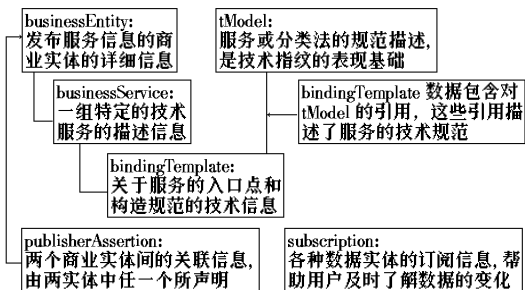 businessEntity:
发布服务信息的商
业实体的详细信息
tModel:
服务或分类法的规范描述,
是技术指纹的表现基础
businessService:
一组特定的技术
服务的描述信息
bindingTemplate 数据包含对
tModel 的引用，这些引用描
述了服务的技术规范
bindingTemplate:
关于服务的入口点和
构造规范的技术信息
publisherAssertion:
两个商业实体间的关联信息,
由两实体中任一个所声明
subscription:
各种数据实体的订阅信息, 帮
助用户及时了解数据的变化